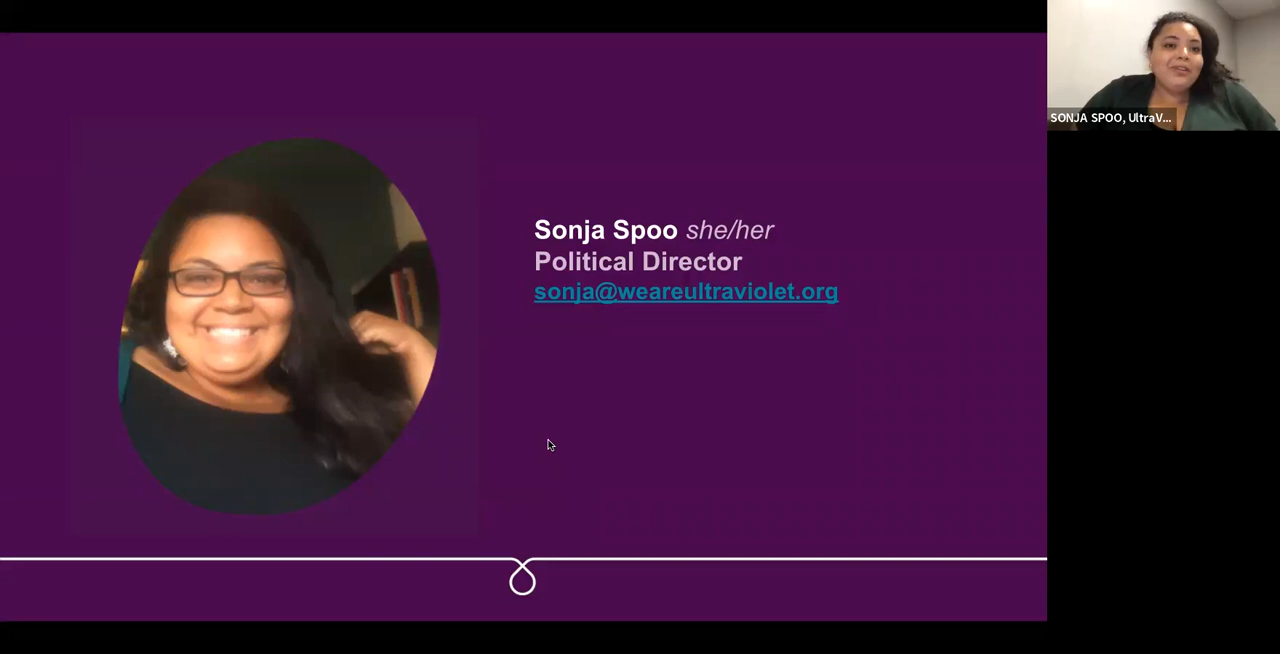 Sonja Spoo she/her
Political Director
sonja@weareultraviolet.org
SONJA SPOO, UltraV...